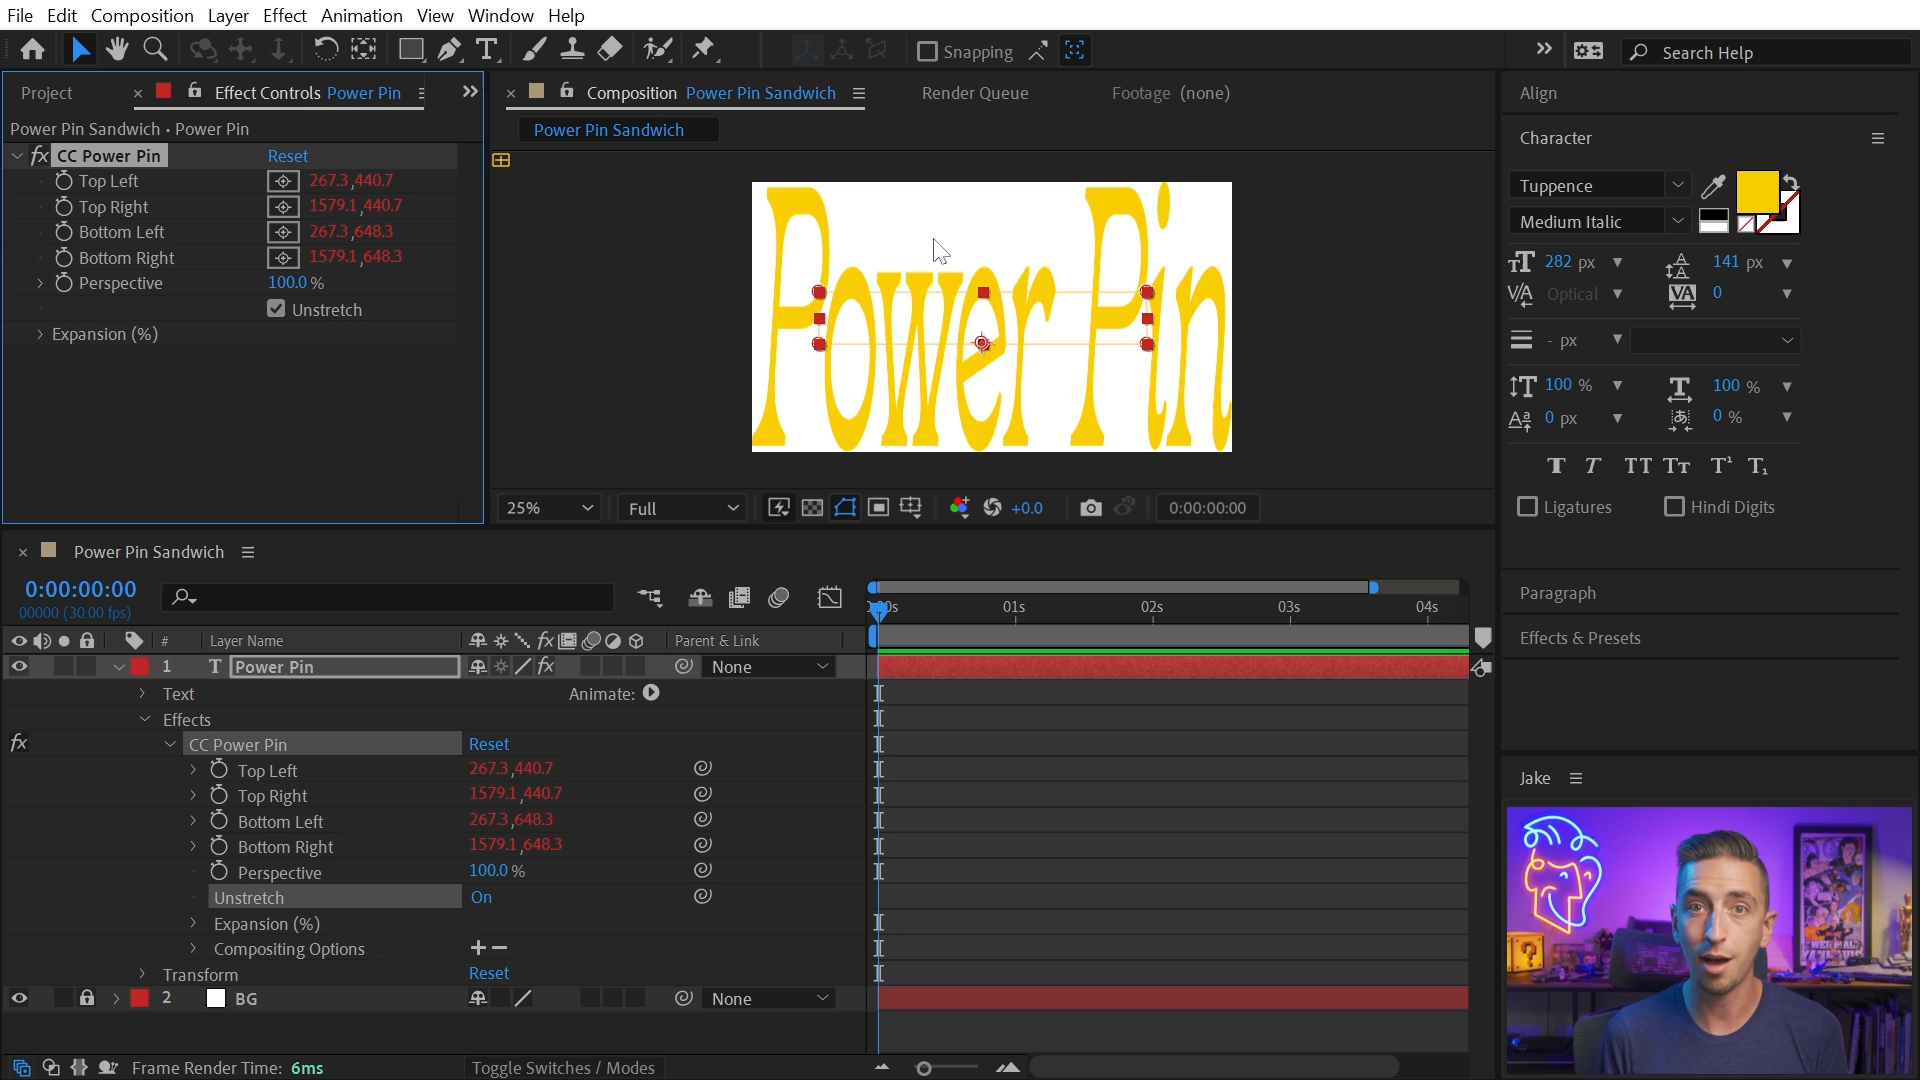 File Edit Composition Layer Effect Animation View Window Help
Snapping
Search Help
Project
Effect Controls Power Pin
Composition Power Pin Sandwich
Render Queue
Footage (none)
Power Pin Sandwich • Power Pin
Power Pin Sandwich
fx CC Power Pin Reset
Top Left 267.3,440.7
Top Right 1579.1,440.7
Bottom Left 267.3,648.3
Bottom Right 1579.1,648.3
Perspective 100.0 %
Unstretch
Expansion (%)
Power Pin
25% Full +0.0 0:00:00:00
Align
Character
Tuppence
Medium Italic
282 px 141 px
Optical 0
- px
100 % 100 %
0 px 0 %
T T TT Tт T¹ T₁
Ligatures Hindi Digits
Paragraph
Effects & Presets
Jake
Power Pin Sandwich
0:00:00:00
00000 (30.00 fps)
01s 02s 03s 04s
# Layer Name Parent & Link
1 T Power Pin fx None
Text Animate:
Effects
fx CC Power Pin Reset
Top Left 267.3,440.7
Top Right 1579.1,440.7
Bottom Left 267.3,648.3
Bottom Right 1579.1,648.3
Perspective 100.0 %
Unstretch On
Expansion (%)
Compositing Options + −
Transform Reset
2 BG None
Frame Render Time: 6ms
Toggle Switches / Modes